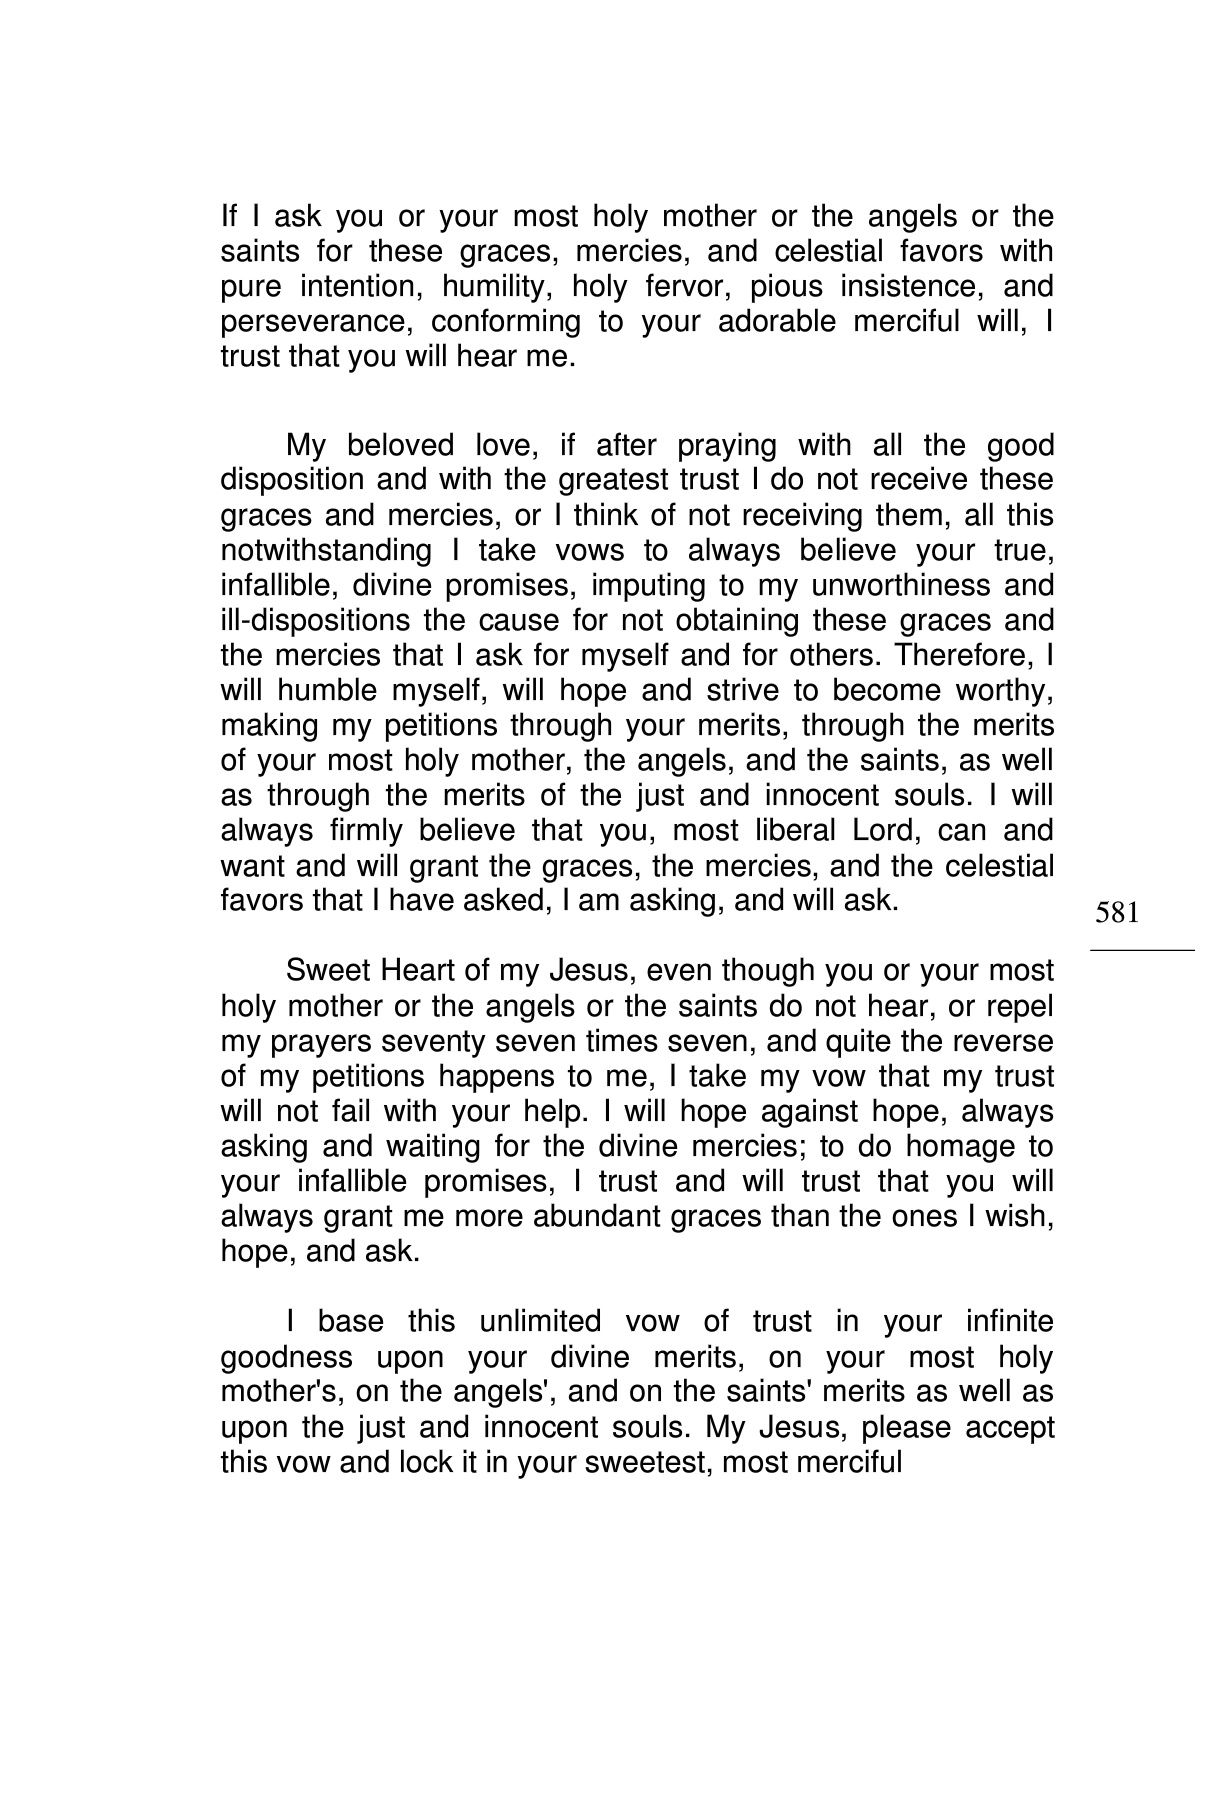 If I ask you or your most holy mother or the angels or the
saints for these graces, mercies, and celestial favors with
pure intention, humility, holy fervor, pious insistence, and
perseverance, conforming to your adorable merciful will, I
trust that you will hear me.
My beloved love, if after praying with all the good
disposition and with the greatest trust I do not receive these
graces and mercies, or I think of not receiving them, all this
notwithstanding I take vows to always believe your true,
infallible, divine promises, imputing to my unworthiness and
ill-dispositions the cause for not obtaining these graces and
the mercies that I ask for myself and for others. Therefore, I
will humble myself, will hope and strive to become worthy,
making my petitions through your merits, through the merits
of your most holy mother, the angels, and the saints, as well
as through the merits of the just and innocent souls. I will
always firmly believe that you, most liberal Lord, can and
want and will grant the graces, the mercies, and the celestial
favors that I have asked, I am asking, and will ask.
581
Sweet Heart of my Jesus, even though you or your most
holy mother or the angels or the saints do not hear, or repel
my prayers seventy seven times seven, and quite the reverse
of my petitions happens to me, I take my vow that my trust
will not fail with your help. I will hope against hope, always
asking and waiting for the divine mercies; to do homage to
your infallible promises, I trust and will trust that you will
always grant me more abundant graces than the ones I wish,
hope, and ask.
I base this unlimited vow of trust in your infinite
goodness upon your divine merits, on your most holy
mother's, on the angels', and on the saints' merits as well as
upon the just and innocent souls. My Jesus, please accept
this vow and lock it in your sweetest, most merciful